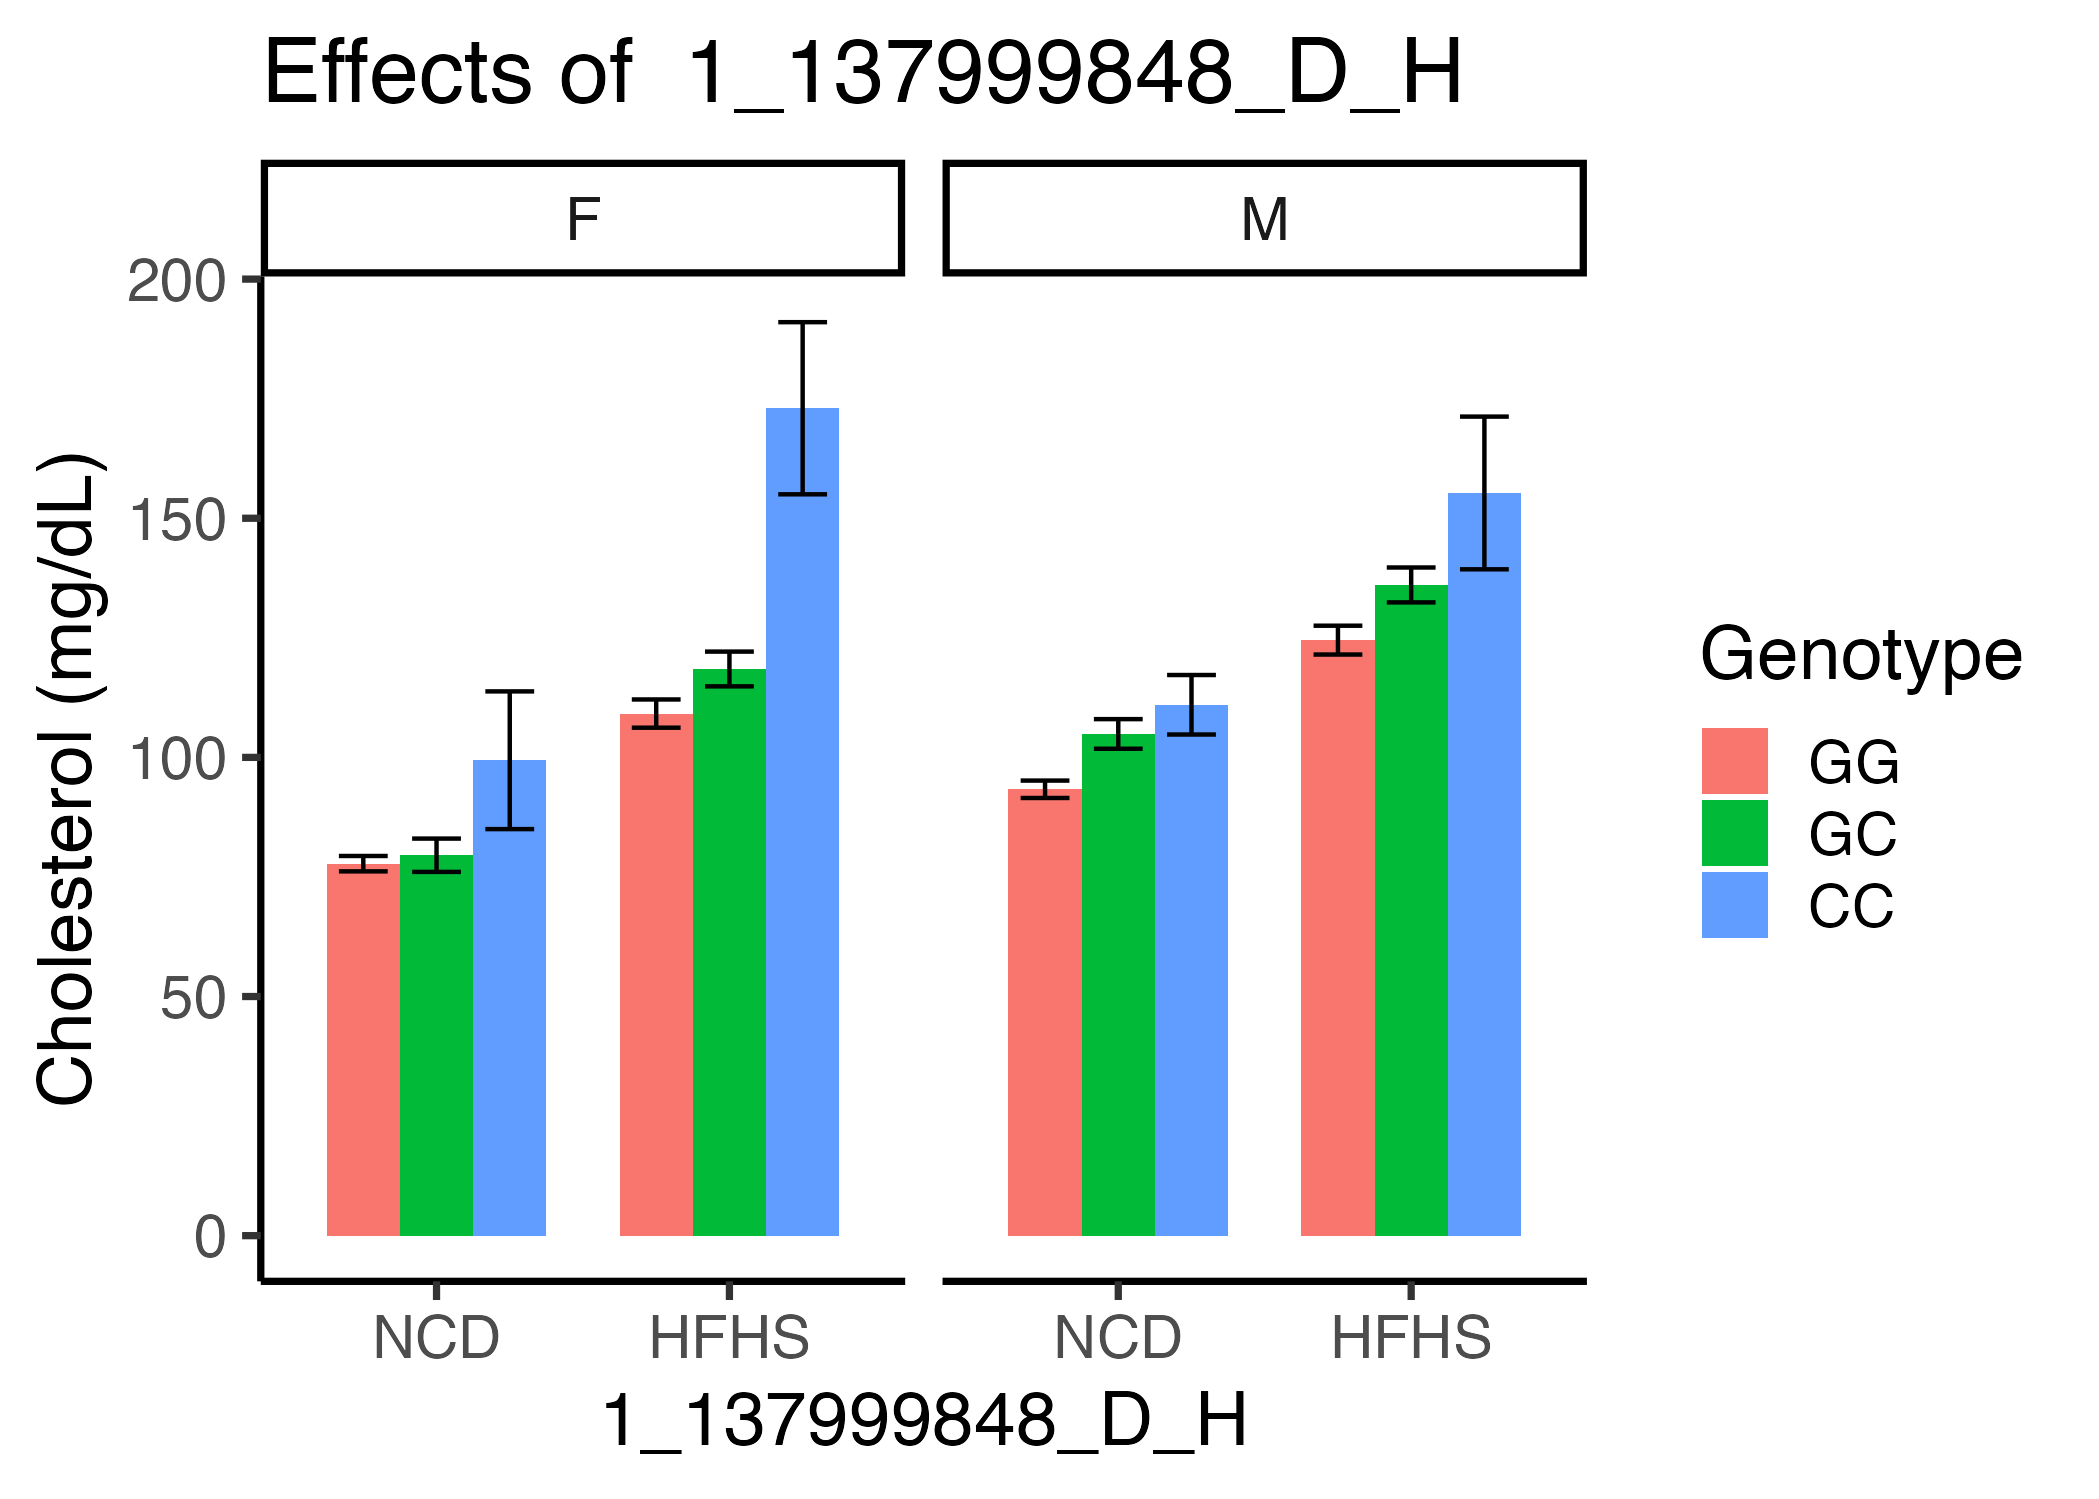 Effects of  1_137999848_D_H
F
M
200
150
100
50
0
Cholesterol (mg/dL)
NCD
HFHS
NCD
HFHS
1_137999848_D_H
Genotype
GG
GC
CC